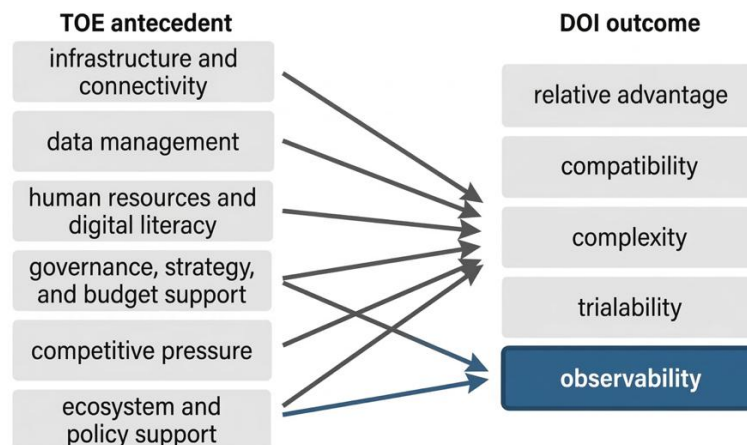 TOE antecedent
infrastructure and
connectivity
data management
human resources and
digital literacy
governance, strategy,
and budget support
competitive pressure
ecosystem and
policy support
DOI outcome
relative advantage
compatibility
complexity
trialability
observability